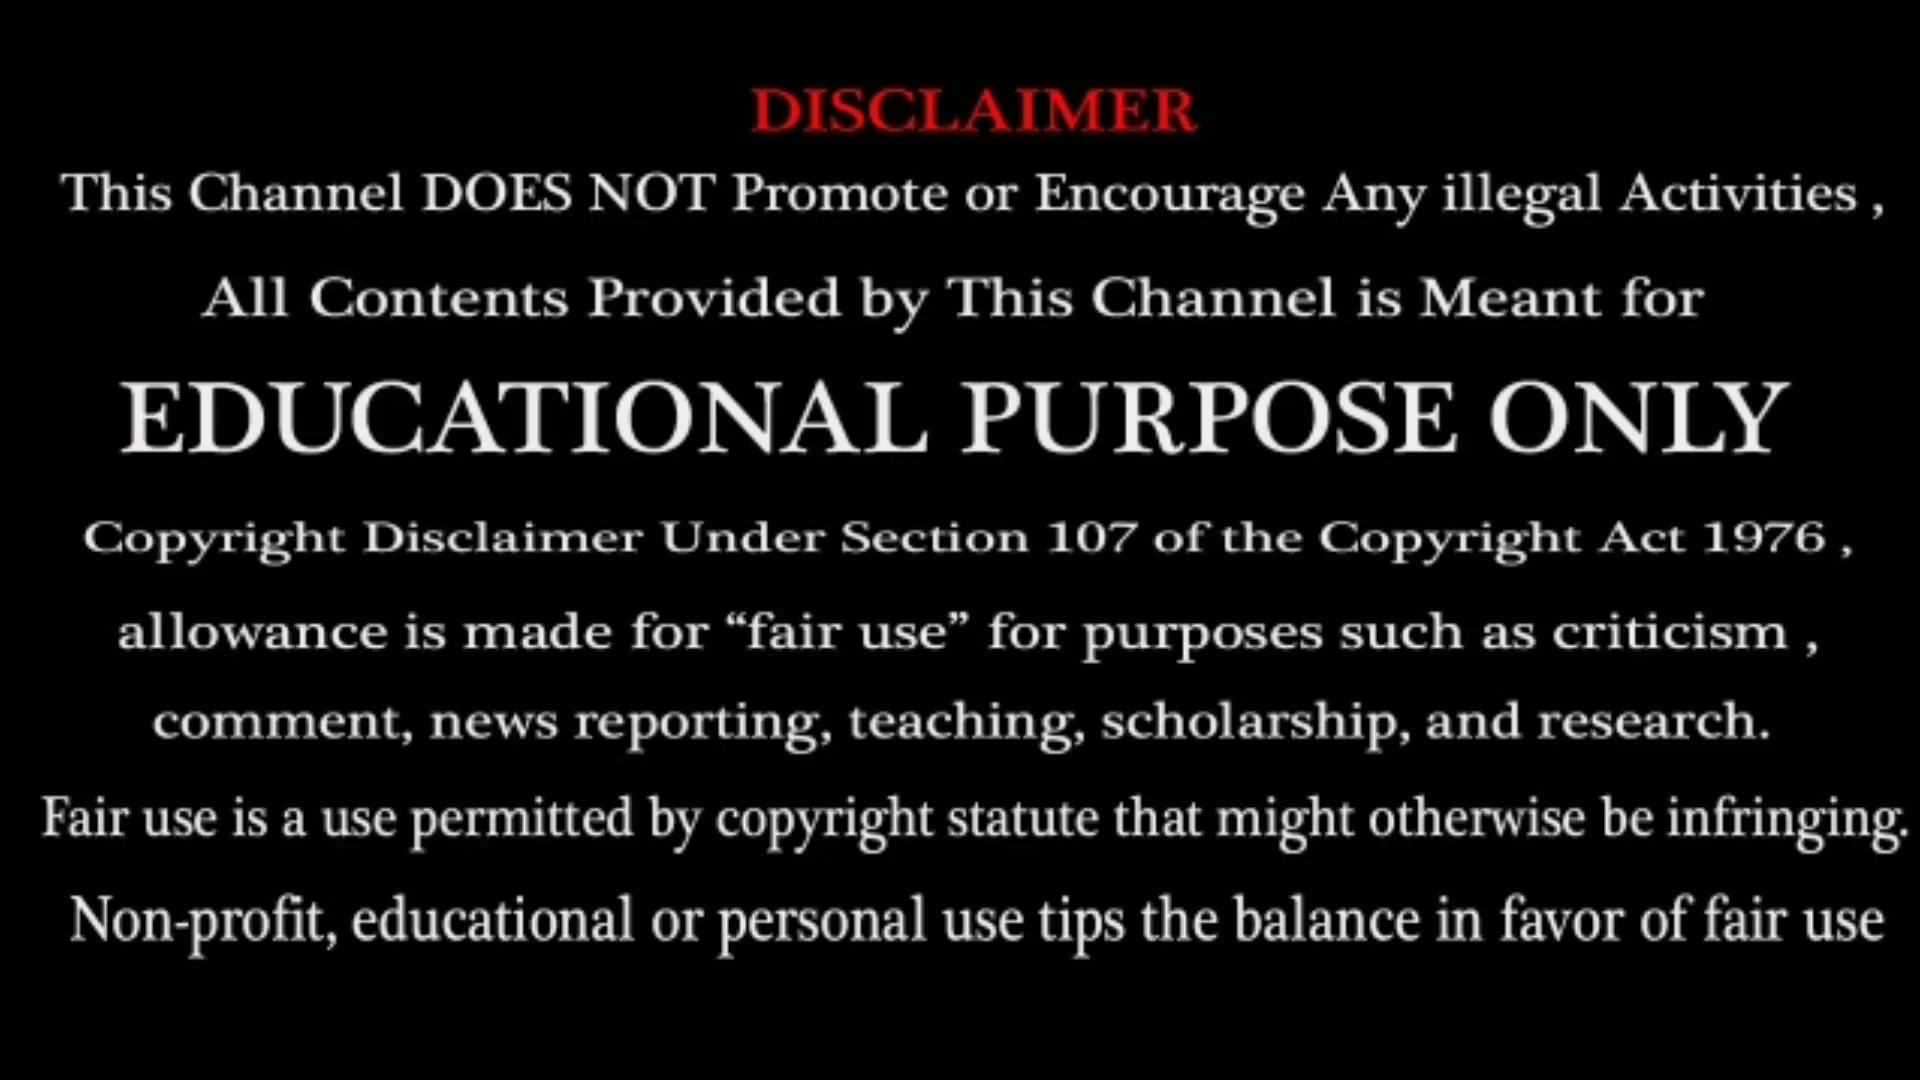 DISCLAIMER
This Channel DOES NOT Promote or Encourage Any illegal Activities ,
All Contents Provided by This Channel is Meant for
EDUCATIONAL PURPOSE ONLY
Copyright Disclaimer Under Section 107 of the Copyright Act 1976 ,
allowance is made for “fair use” for purposes such as criticism ,
comment, news reporting, teaching, scholarship, and research.
Fair use is a use permitted by copyright statute that might otherwise be infringing.
Non-profit, educational or personal use tips the balance in favor of fair use